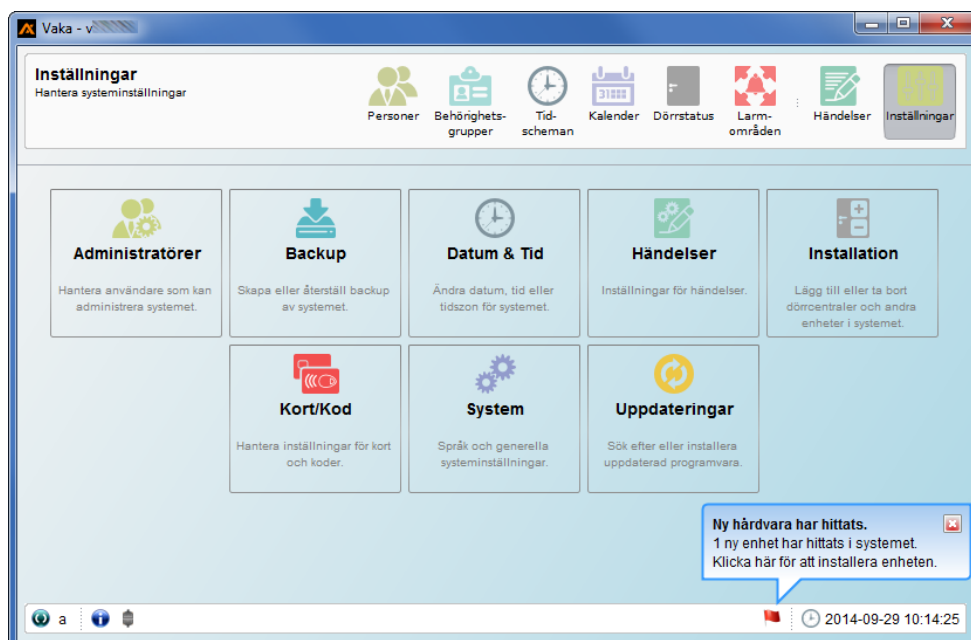 Vaka - v
Inställningar
Hantera systeminställningar
Personer
Behörighets-
grupper
Tid-
scheman
Kalender
Dörrstatus
Larm-
områden
Händelser
Inställningar
Administratörer
Hantera användare som kan
administrera systemet.
Backup
Skapa eller återställ backup
av systemet.
Datum & Tid
Ändra datum, tid eller
tidszon för systemet.
Händelser
Inställningar för händelser.
Installation
Lägg till eller ta bort
dörrcentraler och andra
enheter i systemet.
Kort/Kod
Hantera inställningar för kort
och koder.
System
Språk och generella
systeminställningar.
Uppdateringar
Sök efter eller installera
uppdaterad programvara.
Ny hårdvara har hittats.
1 ny enhet har hittats i systemet.
Klicka här för att installera enheten.
a
2014-09-29 10:14:25